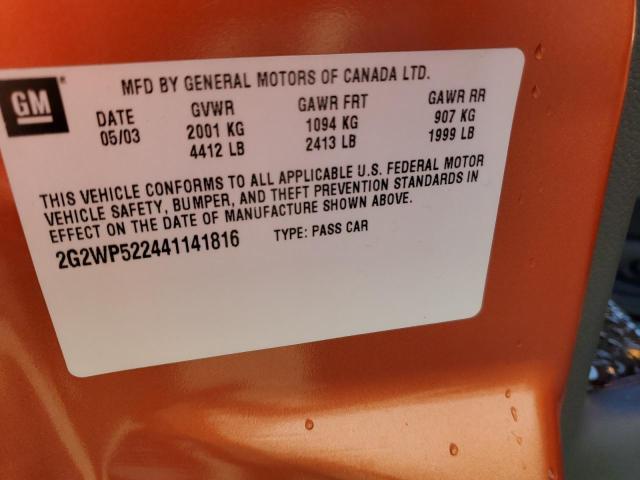 GM®
MFD BY GENERAL MOTORS OF CANADA LTD.
DATE GVWR GAWR FRT GAWR RR
05/03 2001 KG 1094 KG 907 KG
4412 LB 2413 LB 1999 LB
THIS VEHICLE CONFORMS TO ALL APPLICABLE U.S. FEDERAL MOTOR
VEHICLE SAFETY, BUMPER, AND THEFT PREVENTION STANDARDS IN
EFFECT ON THE DATE OF MANUFACTURE SHOWN ABOVE.
2G2WP522441141816 TYPE: PASS CAR